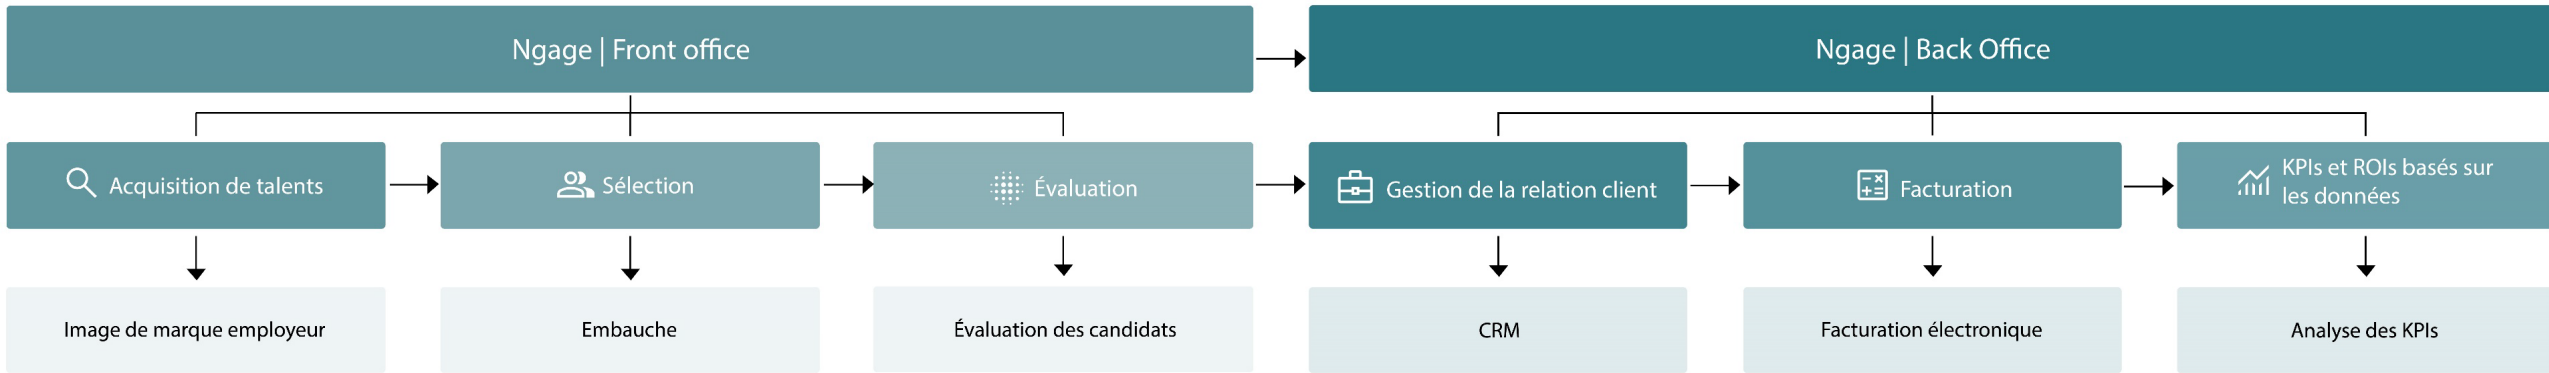 Ngage | Front office
Ngage | Back Office
Acquisition de talents
Sélection
Évaluation
Gestion de la relation client
Facturation
KPIs et ROIs basés sur
les données
Image de marque employeur
Embauche
Évaluation des candidats
CRM
Facturation électronique
Analyse des KPIs